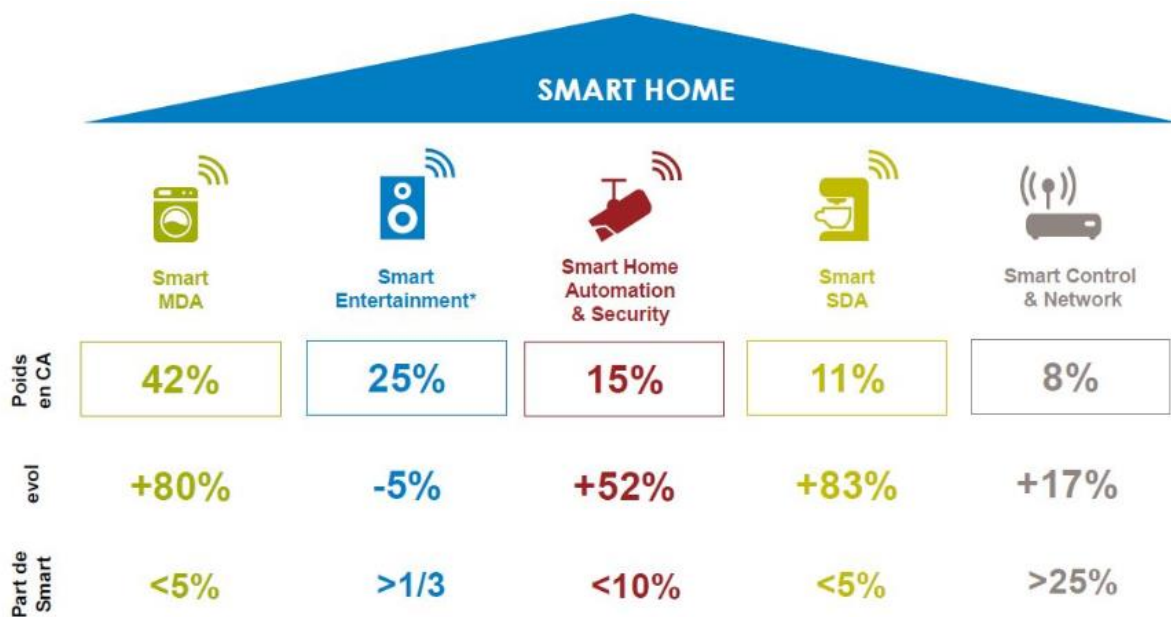 SMART HOME
Smart
MDA
Smart
Entertainment*
Smart Home
Automation
& Security
Smart
SDA
Smart Control
& Network
Poids
en CA
42%
25%
15%
11%
8%
evol
+80%
-5%
+52%
+83%
+17%
Part de
Smart
<5%
>1/3
<10%
<5%
>25%